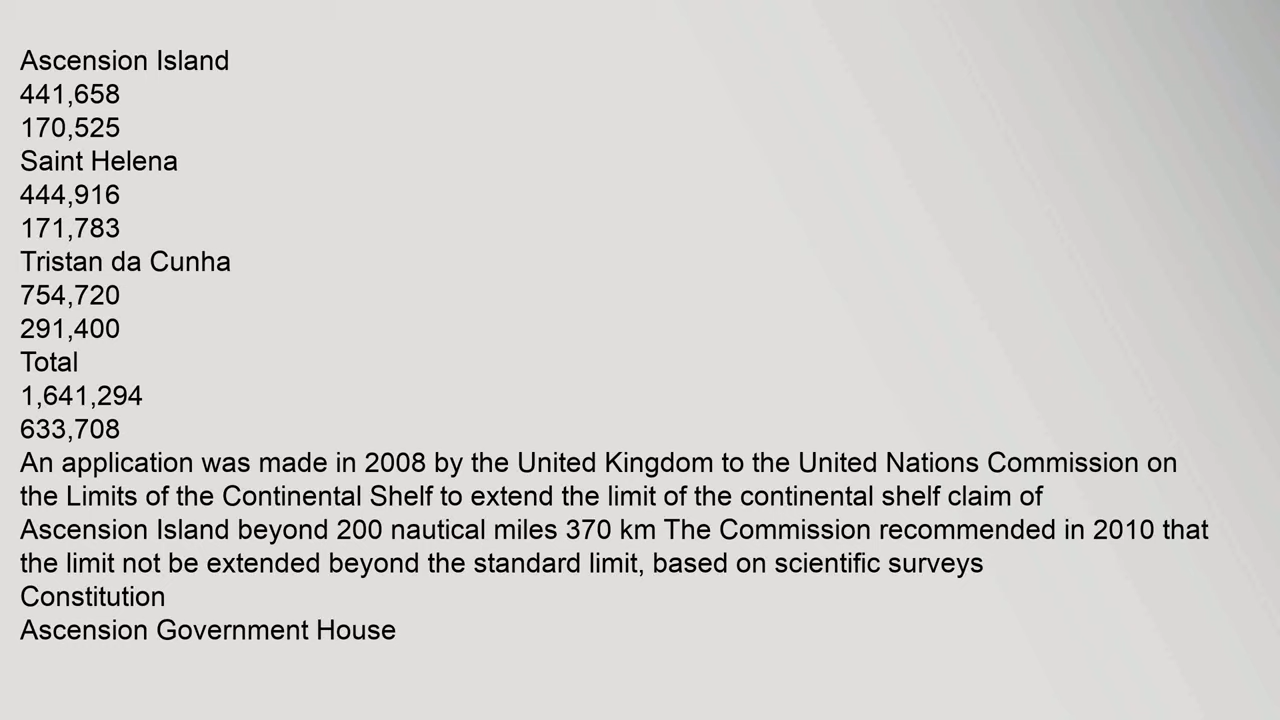 Ascension Island
441,658
170,525
Saint Helena
444,916
171,783
Tristan da Cunha
754,720
291,400
Total
1,641,294
633,708
An application was made in 2008 by the United Kingdom to the United Nations Commission on
the Limits of the Continental Shelf to extend the limit of the continental shelf claim of
Ascension Island beyond 200 nautical miles 370 km The Commission recommended in 2010 that
the limit not be extended beyond the standard limit, based on scientific surveys
Constitution
Ascension Government House